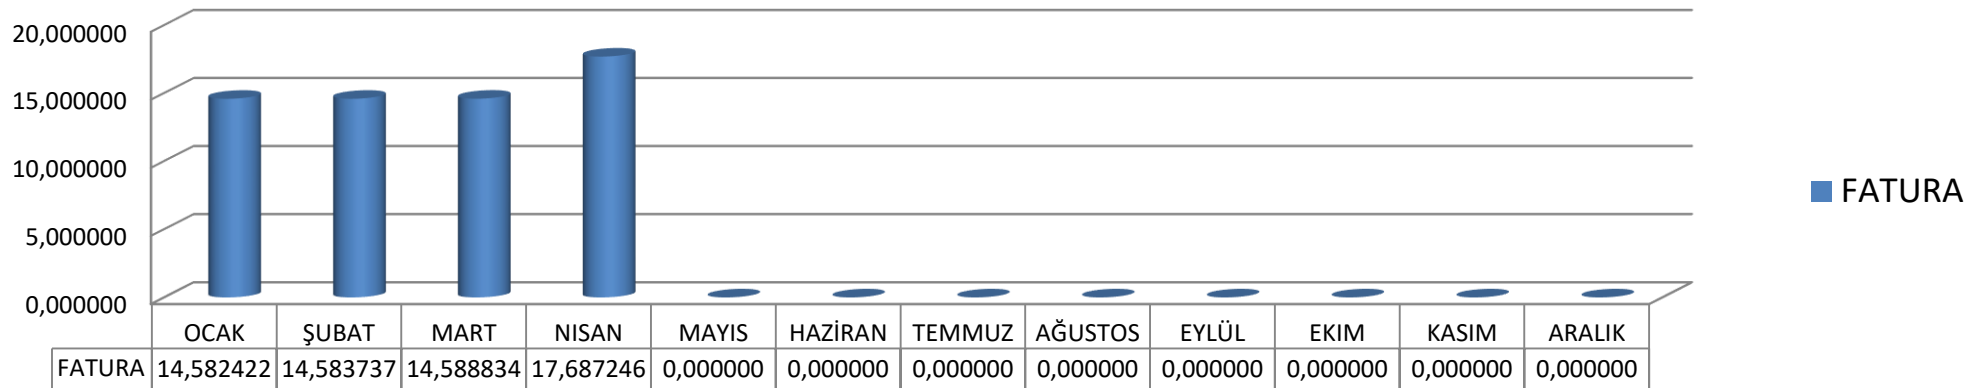 20,000000
15,000000
10,000000
5,000000
0,000000
FATURA
OCAK ŞUBAT MART NISAN MAYIS HAZİRAN TEMMUZ AĞUSTOS EYLÜL EKIM KASIM ARALIK
FATURA 14,582422 14,583737 14,588834 17,687246 0,000000 0,000000 0,000000 0,000000 0,000000 0,000000 0,000000 0,000000